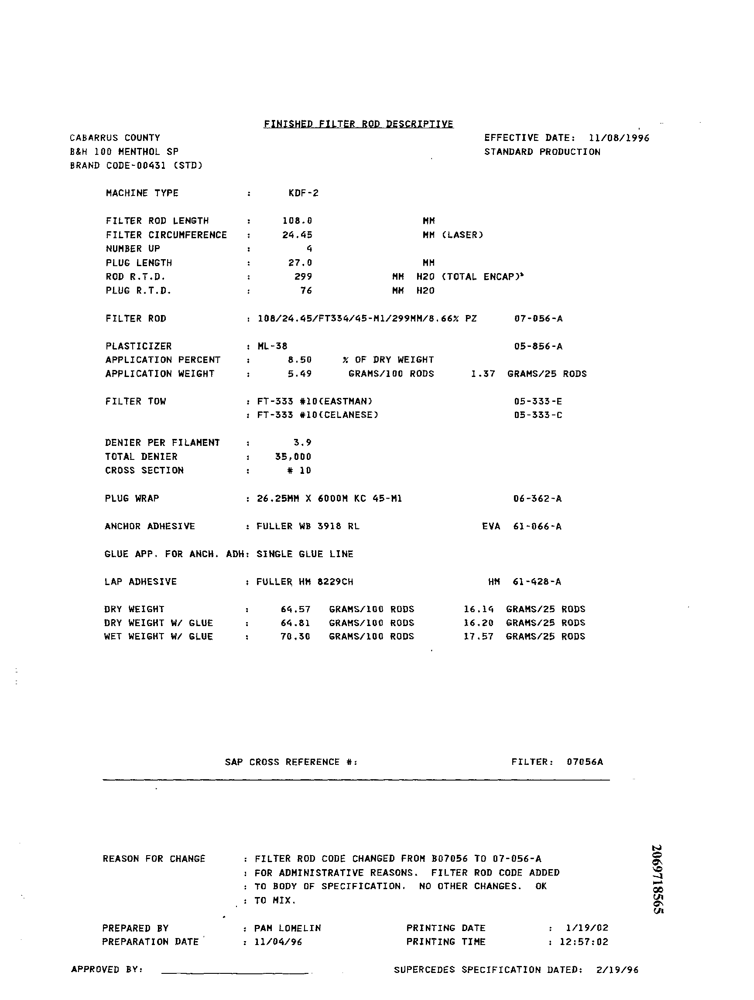 FINISHED FILTER ROD DESCRIPTIVE
CABARRUS COUNTY EFFECTIVE DATE: 11/08/1996
B&H 100 MENTHOL SP STANDARD PRODUCTION
BRAND CODE-00431 (STD)
MACHINE TYPE : KDF-2
FILTER ROD LENGTH : 108.0 MM
FILTER CIRCUMFERENCE : 24.45 MM (LASER)
NUMBER UP : 4
PLUG LENGTH : 27.0 MM
ROD R.T.D. : 299 MM H2O (TOTAL ENCAP)
PLUG R.T.D. : 76 MM H2O
FILTER ROD : 108/24.45/FT334/45-M1/299MM/8.66% PZ 07-056-A
PLASTICIZER : ML-38 05-856-A
APPLICATION PERCENT : 8.50 % OF DRY WEIGHT
APPLICATION WEIGHT : 5.49 GRAMS/100 RODS 1.37 GRAMS/25 RODS
FILTER TOW : FT-333 #10(EASTMAN) 05-333-E
: FT-333 #10(CELANESE) 05-333-C
DENIER PER FILAMENT : 3.9
TOTAL DENIER : 35,000
CROSS SECTION : # 10
PLUG WRAP : 26.25MM X 6000M KC 45-M1 06-362-A
ANCHOR ADHESIVE : FULLER WB 3918 RL EVA 61-066-A
GLUE APP. FOR ANCH. ADH: SINGLE GLUE LINE
LAP ADHESIVE : FULLER HM 8229CH HM 61-428-A
DRY WEIGHT : 64.57 GRAMS/100 RODS 16.14 GRAMS/25 RODS
DRY WEIGHT W/ GLUE : 64.81 GRAMS/100 RODS 16.20 GRAMS/25 RODS
WET WEIGHT W/ GLUE : 70.30 GRAMS/100 RODS 17.57 GRAMS/25 RODS
SAP CROSS REFERENCE #: FILTER: 07056A
REASON FOR CHANGE : FILTER ROD CODE CHANGED FROM B07056 TO 07-056-A
: FOR ADMINISTRATIVE REASONS. FILTER ROD CODE ADDED
: TO BODY OF SPECIFICATION. NO OTHER CHANGES. OK
: TO MIX.
2069718565
PREPARED BY : PAM LOMELIN PRINTING DATE : 1/19/02
PREPARATION DATE : 11/04/96 PRINTING TIME : 12:57:02
APPROVED BY: SUPERCEDES SPECIFICATION DATED: 2/19/96